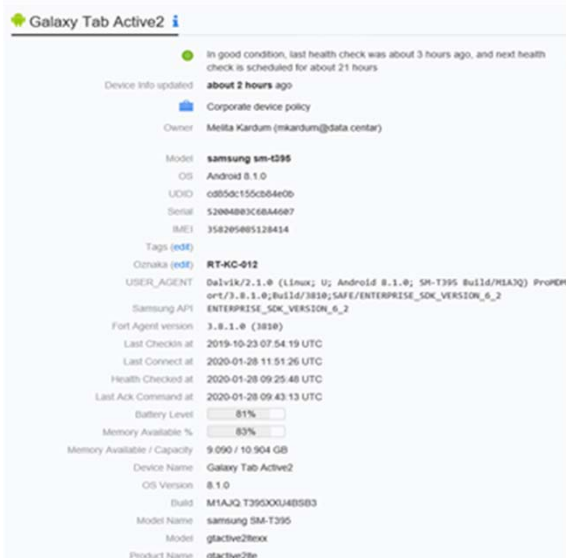 Galaxy Tab Active2
In good condition, last health check was about 3 hours ago, and next health
check is scheduled for about 21 hours
Device Info updated about 2 hours ago
Corporate device policy
Owner Melita Kardum (mkardum@data.centar)
Model samsung sm-t395
OS Android 8.1.0
UDID cd85dc155cb84e0b
Serial 52004B03C6BA4607
IMEI 358205085128414
Tags (edit)
Oznaka (edit) RT-KC-012
USER_AGENT Dalvik/2.1.0 (Linux; U; Android 8.1.0; SM-T395 Build/M1AJQ) ProMDM
ort/3.8.1.0;Build/3810;SAFE/ENTERPRISE_SDK_VERSION_6_2
Samsung API ENTERPRISE_SDK_VERSION_6_2
Fort Agent version 3.8.1.0 (3810)
Last Checkin at 2019-10-23 07:54:19 UTC
Last Connect at 2020-01-28 11:51:26 UTC
Health Checked at 2020-01-28 09:25:48 UTC
Last Ack Command at 2020-01-28 09:43:13 UTC
Battery Level 81%
Memory Available % 83%
Memory Available / Capacity 9.090 / 10.904 GB
Device Name Galaxy Tab Active2
OS Version 8.1.0
Build M1AJQ.T395XXU4BSB3
Model Name samsung SM-T395
Model gtactive2ltexx
Product Name gtactive2lte